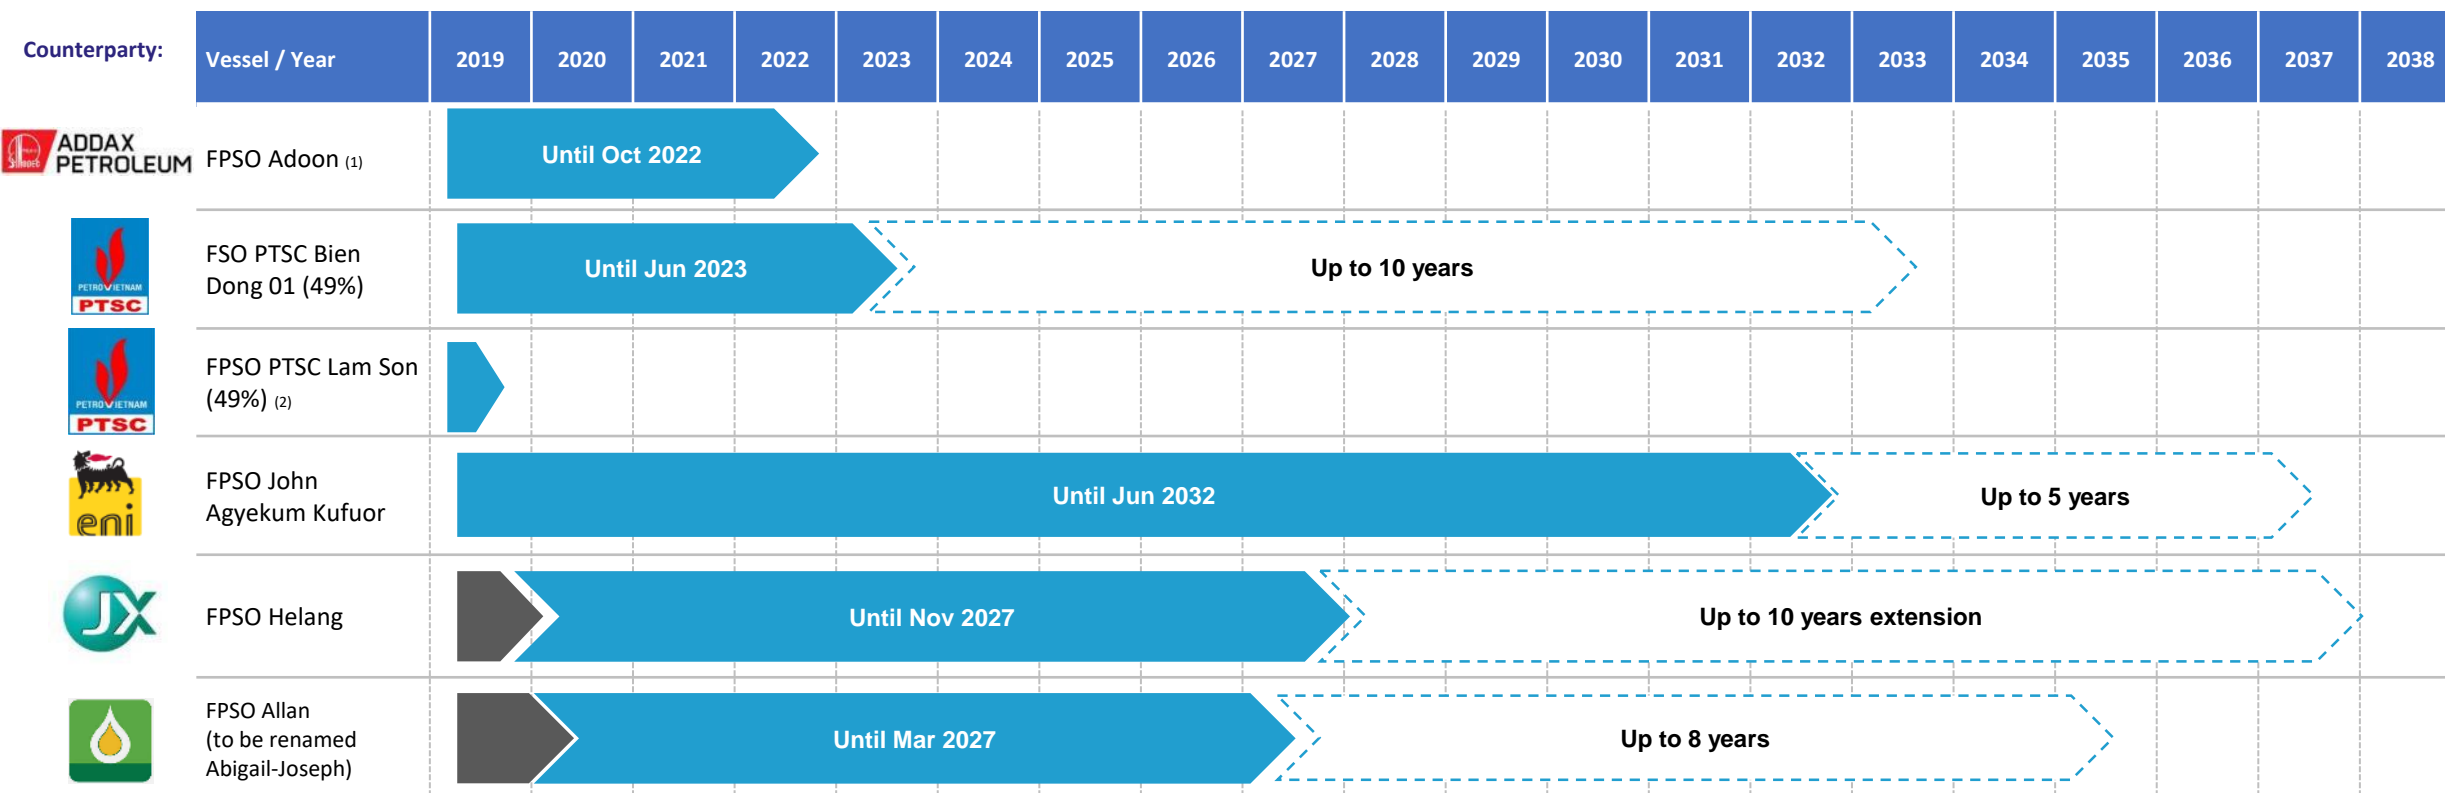 Counterparty:
Vessel / Year 2019 2020 2021 2022 2023 2024 2025 2026 2027 2028 2029 2030 2031 2032 2033 2034 2035 2036 2037 2038
ADDAX
PETROLEUM
FPSO Adoon (1)
Until Oct 2022
PETROVIETNAM
PTSC
FSO PTSC Bien
Dong 01 (49%)
Until Jun 2023
Up to 10 years
PETROVIETNAM
PTSC
FPSO PTSC Lam Son
(49%) (2)
eni
FPSO John
Agyekum Kufuor
Until Jun 2032
Up to 5 years
JX
FPSO Helang
Until Nov 2027
Up to 10 years extension
FPSO Allan
(to be renamed
Abigail-Joseph)
Until Mar 2027
Up to 8 years